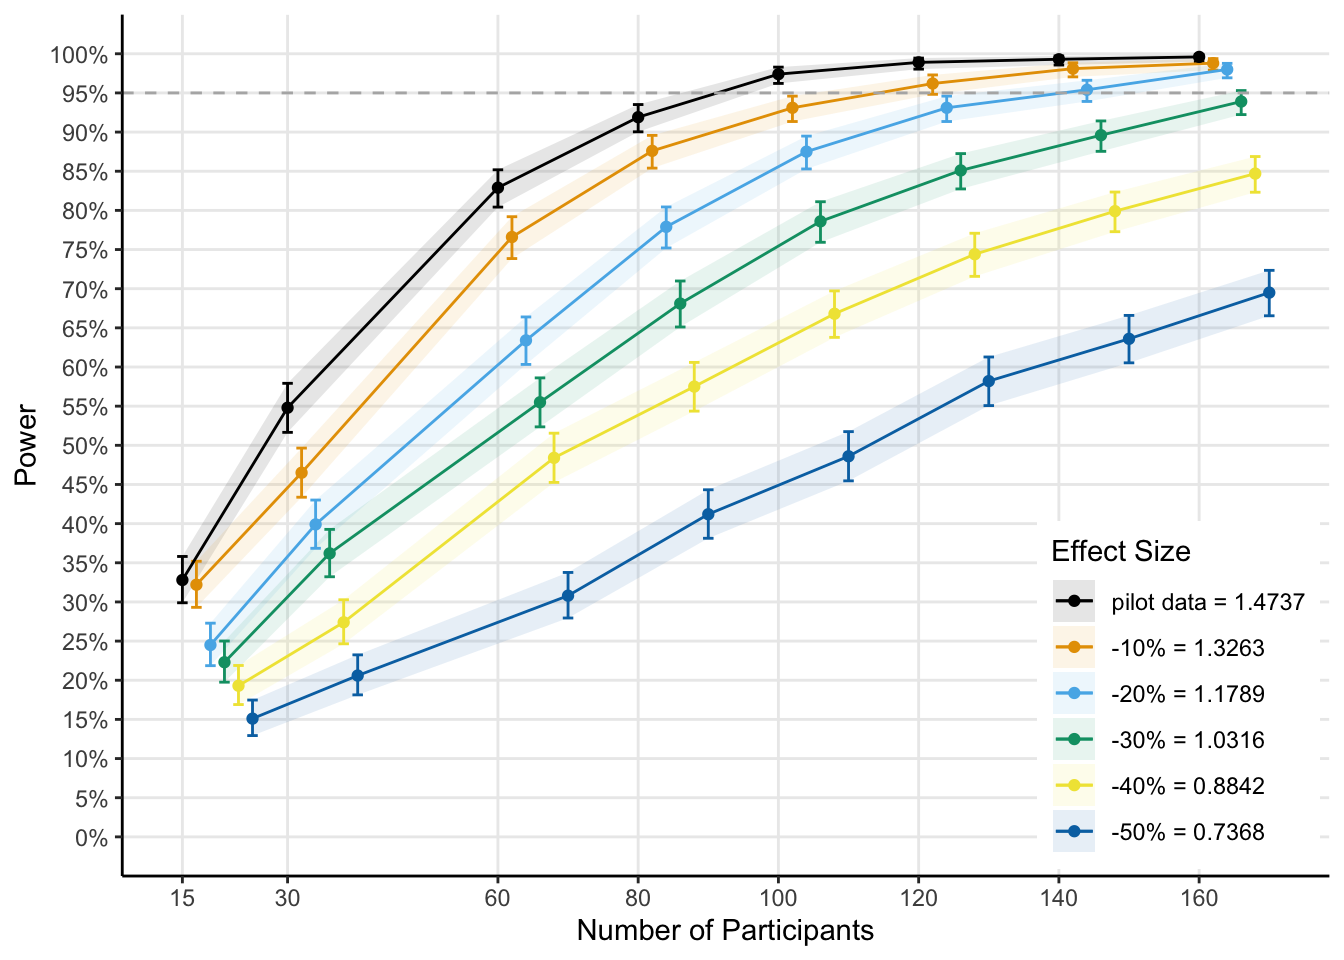 100%
95%
90%
85%
80%
75%
70%
65%
60%
55%
50%
45%
40%
35%
30%
25%
20%
15%
10%
5%
0%
Power
Effect Size
pilot data = 1.4737
-10% = 1.3263
-20% = 1.1789
-30% = 1.0316
-40% = 0.8842
-50% = 0.7368
15 30 60 80 100 120 140 160
Number of Participants